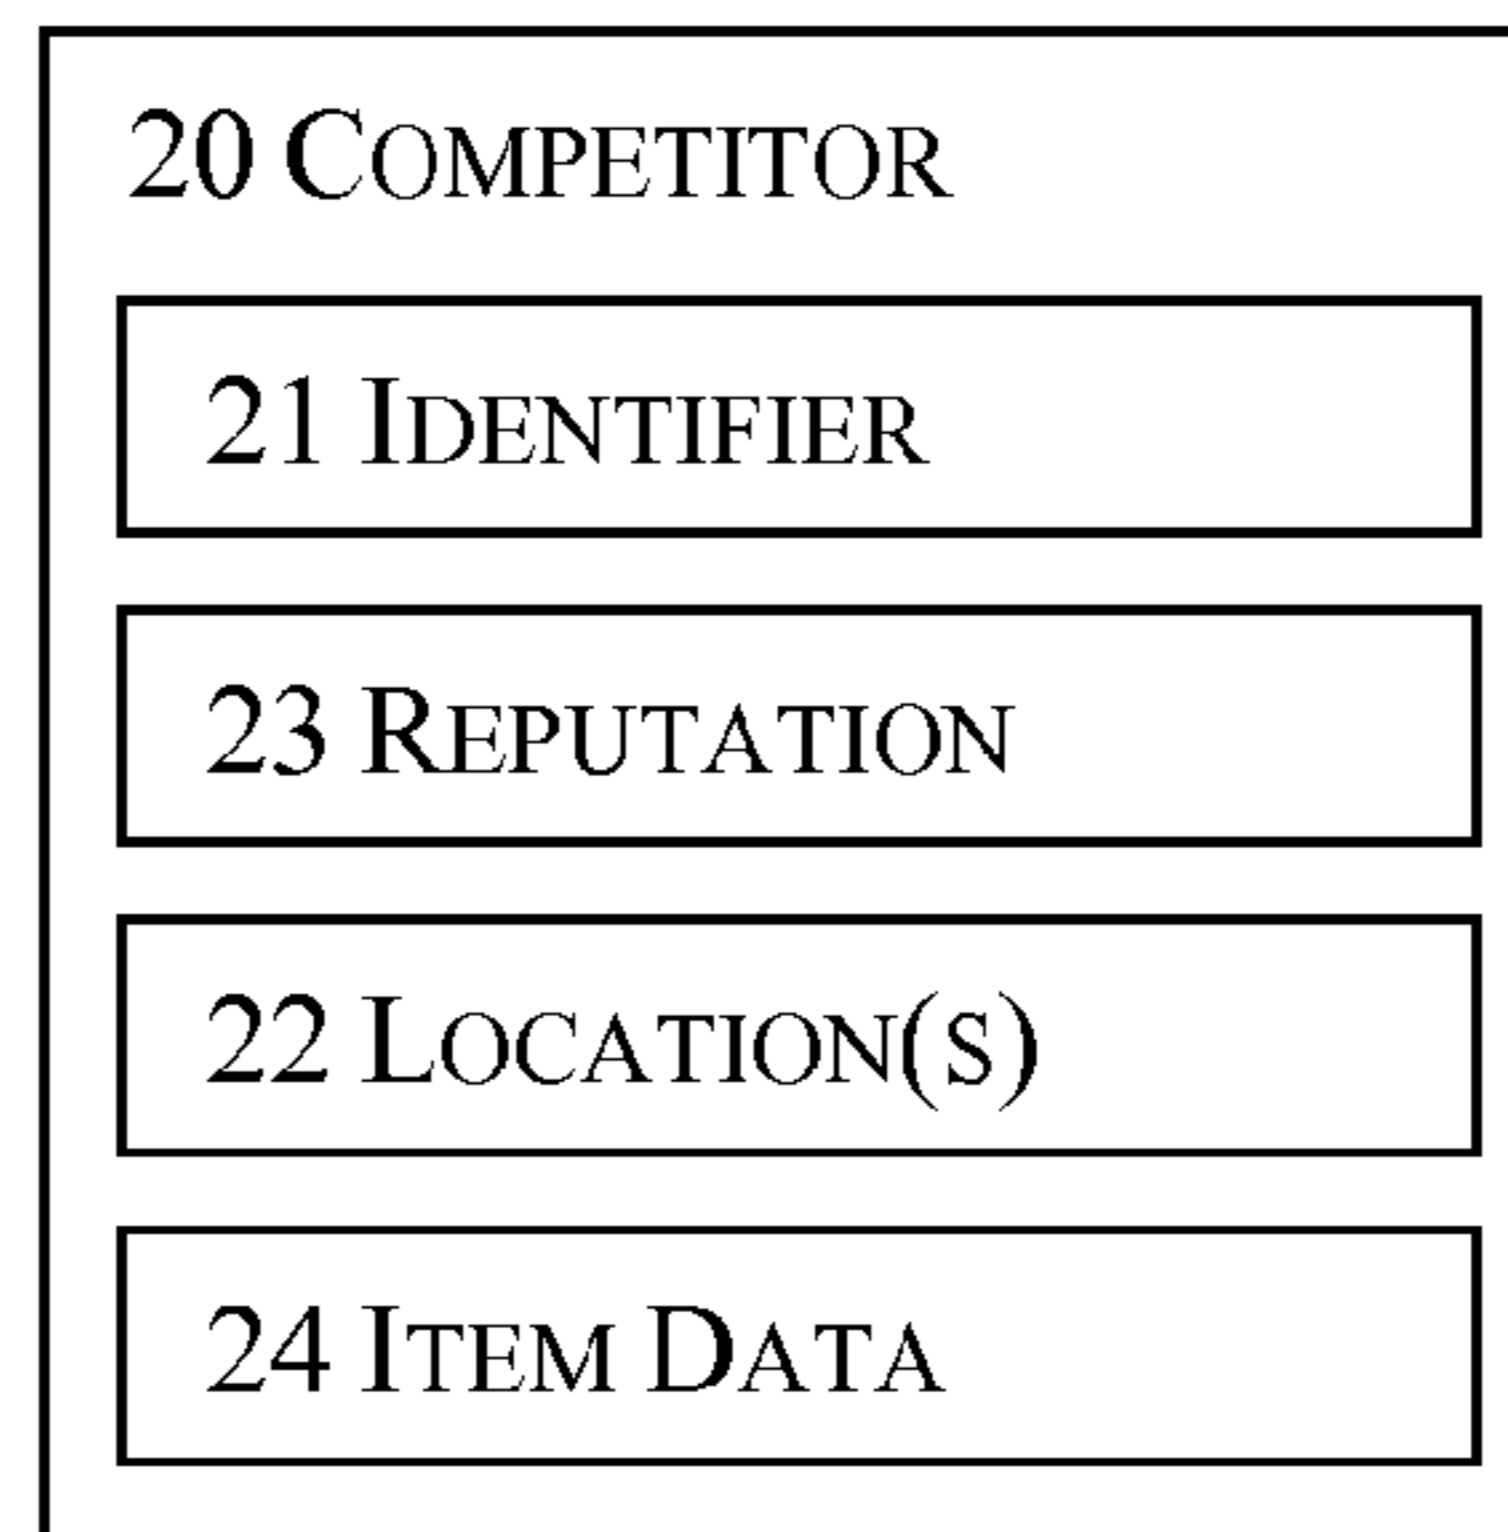 20 COMPETITOR
21 IDENTIFIER
23 REPUTATION
22 LOCATION(S)
24 ITEM DATA